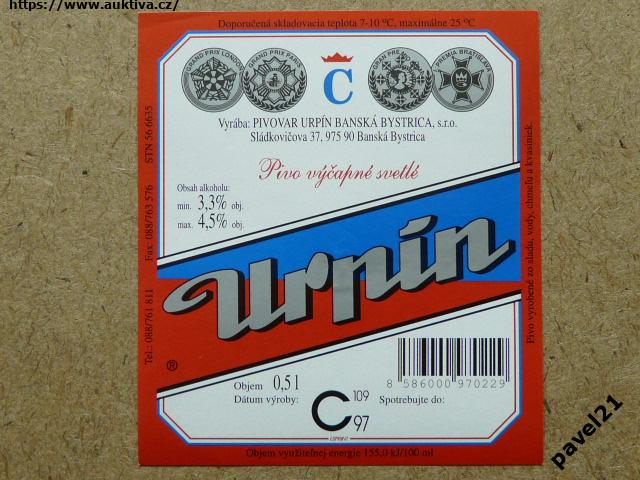 https://www.auktiva.cz/
Doporučená skladovacia teplota 7-10 °C, maximálne 25 °C
GRAND PRIX LONDON
GRAND PRIX PARIS
GRAN PREMIO
PREMIA BRATISLAVA
C
Vyrába: PIVOVAR URPÍN BANSKÁ BYSTRICA, s.r.o.
Sládkovičova 37, 975 90 Banská Bystrica
Pivo výčapné svetlé
Obsah alkoholu:
min. 3,3% obj.
max. 4,5% obj.
Urpín
®
Tel.: 088/761 811 Fax: 088/763 576 STN 56 6635
Pivo vyrobené zo sladu, vody, chmeľu a kvasiniek.
8 586000 970229
Objem 0,5 l
Dátum výroby:
Spotrebujte do:
C 109
97
Objem využiteľnej energie 155,0 kJ/100 ml
pavel21